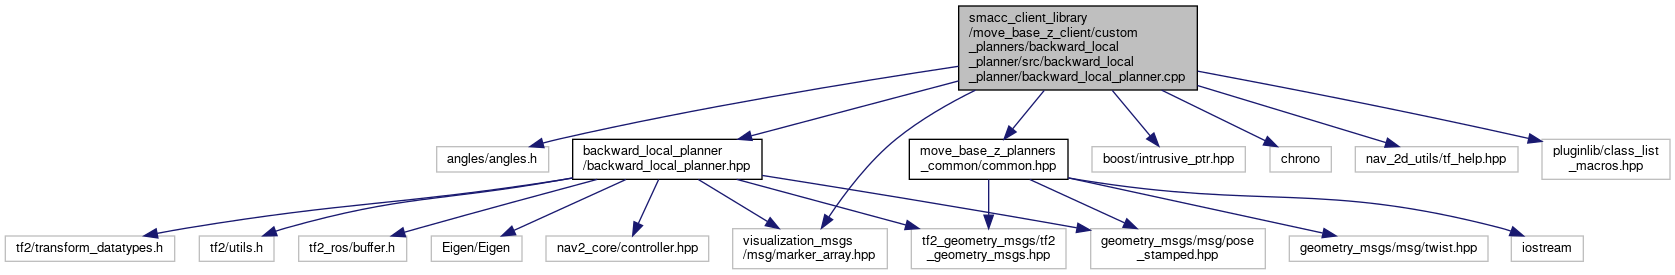 smacc_client_library
/move_base_z_client/custom
_planners/backward_local
_planner/src/backward_local
_planner/backward_local_planner.cpp
angles/angles.h
backward_local_planner
/backward_local_planner.hpp
move_base_z_planners
_common/common.hpp
boost/intrusive_ptr.hpp
chrono
nav_2d_utils/tf_help.hpp
pluginlib/class_list
_macros.hpp
tf2/transform_datatypes.h
tf2/utils.h
tf2_ros/buffer.h
Eigen/Eigen
nav2_core/controller.hpp
visualization_msgs
/msg/marker_array.hpp
tf2_geometry_msgs/tf2
_geometry_msgs.hpp
geometry_msgs/msg/pose
_stamped.hpp
geometry_msgs/msg/twist.hpp
iostream